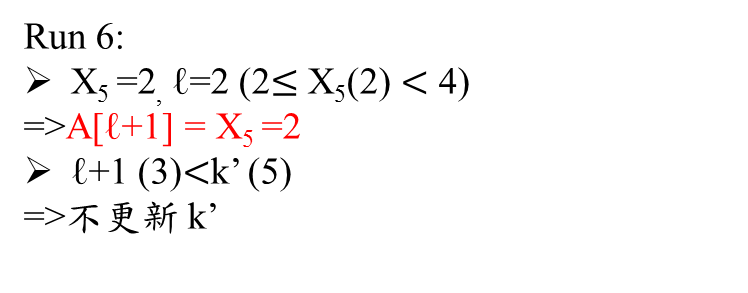 Run 6:
➢ X₅ =2, ℓ=2 (2≤ X₅(2) < 4)
=>A[ℓ+1] = X₅ =2
➢ ℓ+1 (3)<k’ (5)
=>不更新 k’